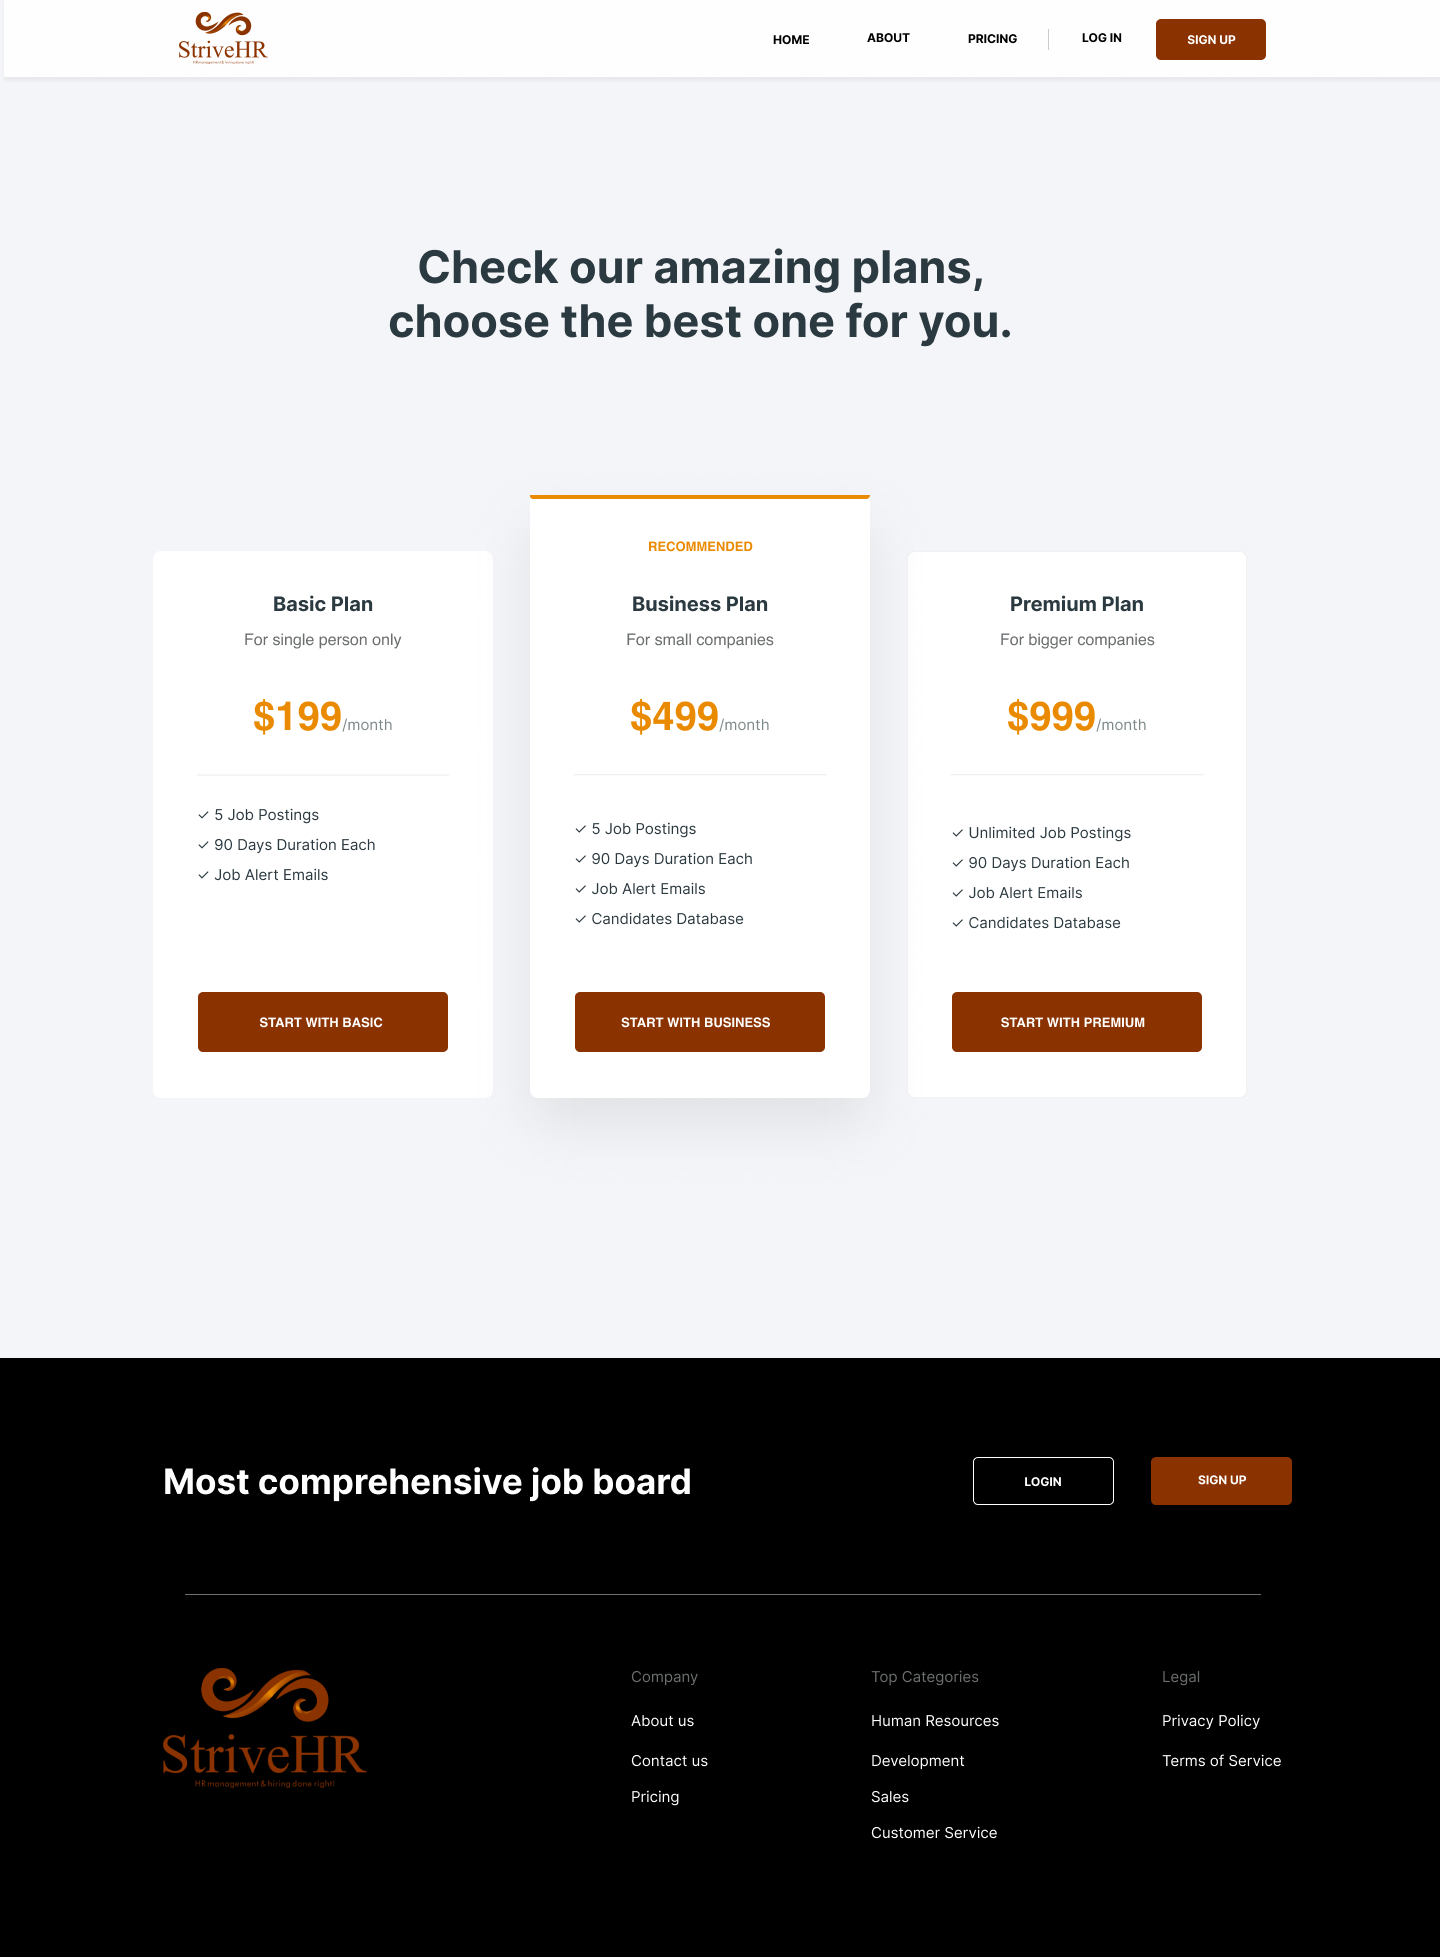 StriveHR
HR management & hiring done right!
HOME
ABOUT
PRICING
LOG IN
SIGN UP
Check our amazing plans,
choose the best one for you.
Basic Plan
For single person only
$199/month
✓ 5 Job Postings
✓ 90 Days Duration Each
✓ Job Alert Emails
START WITH BASIC
RECOMMENDED
Business Plan
For small companies
$499/month
✓ 5 Job Postings
✓ 90 Days Duration Each
✓ Job Alert Emails
✓ Candidates Database
START WITH BUSINESS
Premium Plan
For bigger companies
$999/month
✓ Unlimited Job Postings
✓ 90 Days Duration Each
✓ Job Alert Emails
✓ Candidates Database
START WITH PREMIUM
Most comprehensive job board
LOGIN
SIGN UP
StriveHR
HR management & hiring done right!
Company
About us
Contact us
Pricing
Top Categories
Human Resources
Development
Sales
Customer Service
Legal
Privacy Policy
Terms of Service